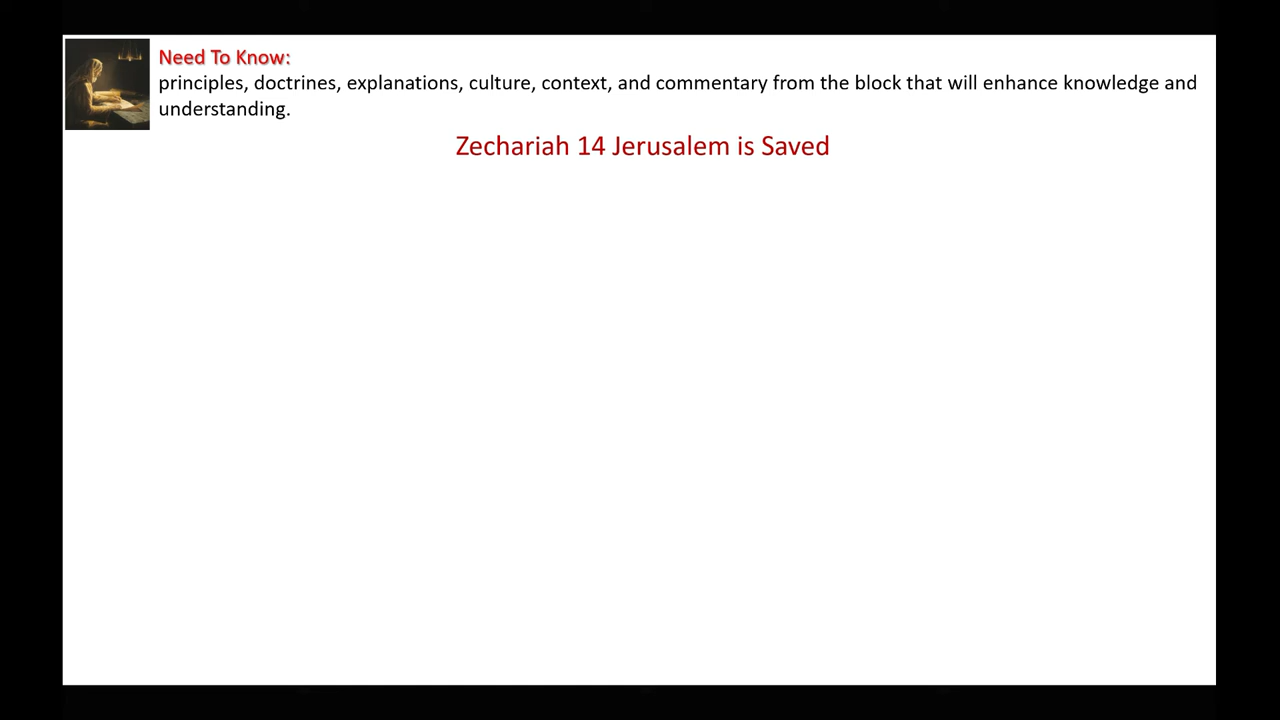 Need To Know:
principles, doctrines, explanations, culture, context, and commentary from the block that will enhance knowledge and
understanding.
Zechariah 14 Jerusalem is Saved